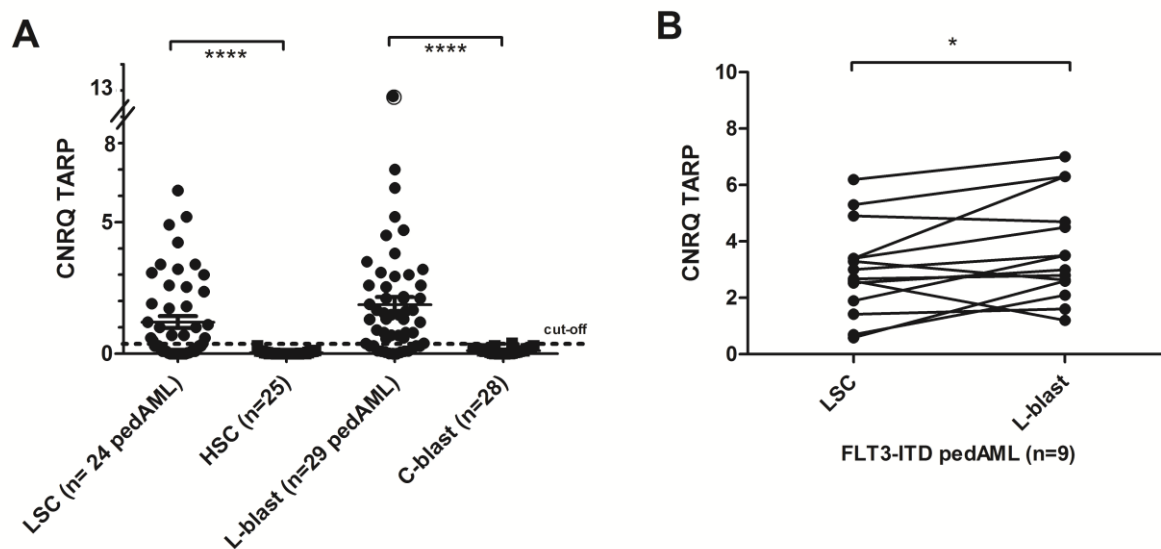 A
****
****
13
8
5
0
CNRQ TARP
cut-off
LSC (n= 24 pedAML)
HSC (n=25)
L-blast (n=29 pedAML)
C-blast (n=28)
B
*
10
8
6
4
2
0
CNRQ TARP
LSC
L-blast
FLT3-ITD pedAML (n=9)